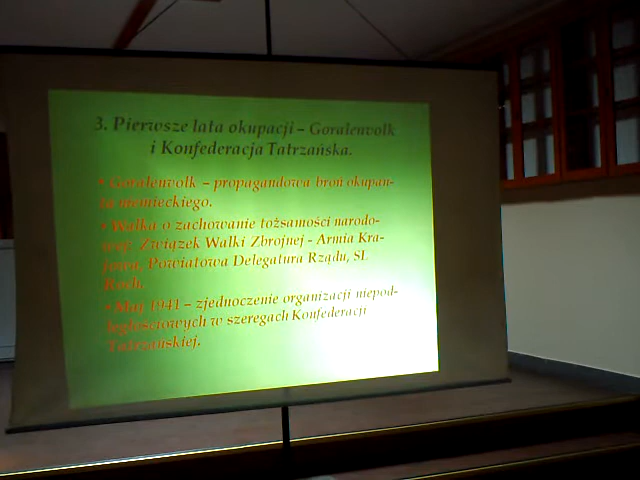 3. Pierwsze lata okupacji – Goralenvolk
i Konfederacja Tatrzańska.
• Goralenvolk – propagandowa broń okupan-
ta niemieckiego.
• Walka o zachowanie tożsamości narodo-
wej. Związek Walki Zbrojnej - Armia Kra-
jowa, Powiatowa Delegatura Rządu, SL
Roch.
• Maj 1941 – zjednoczenie organizacji niepod-
ległościowych w szeregach Konfederacji
Tatrzańskiej.